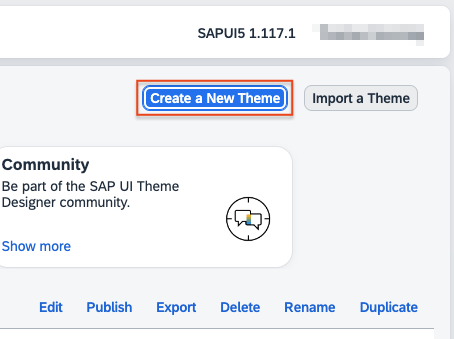 SAPUI5 1.117.1
Create a New Theme
Import a Theme
Community
Be part of the SAP UI Theme
Designer community.
Show more
Edit Publish Export Delete Rename Duplicate